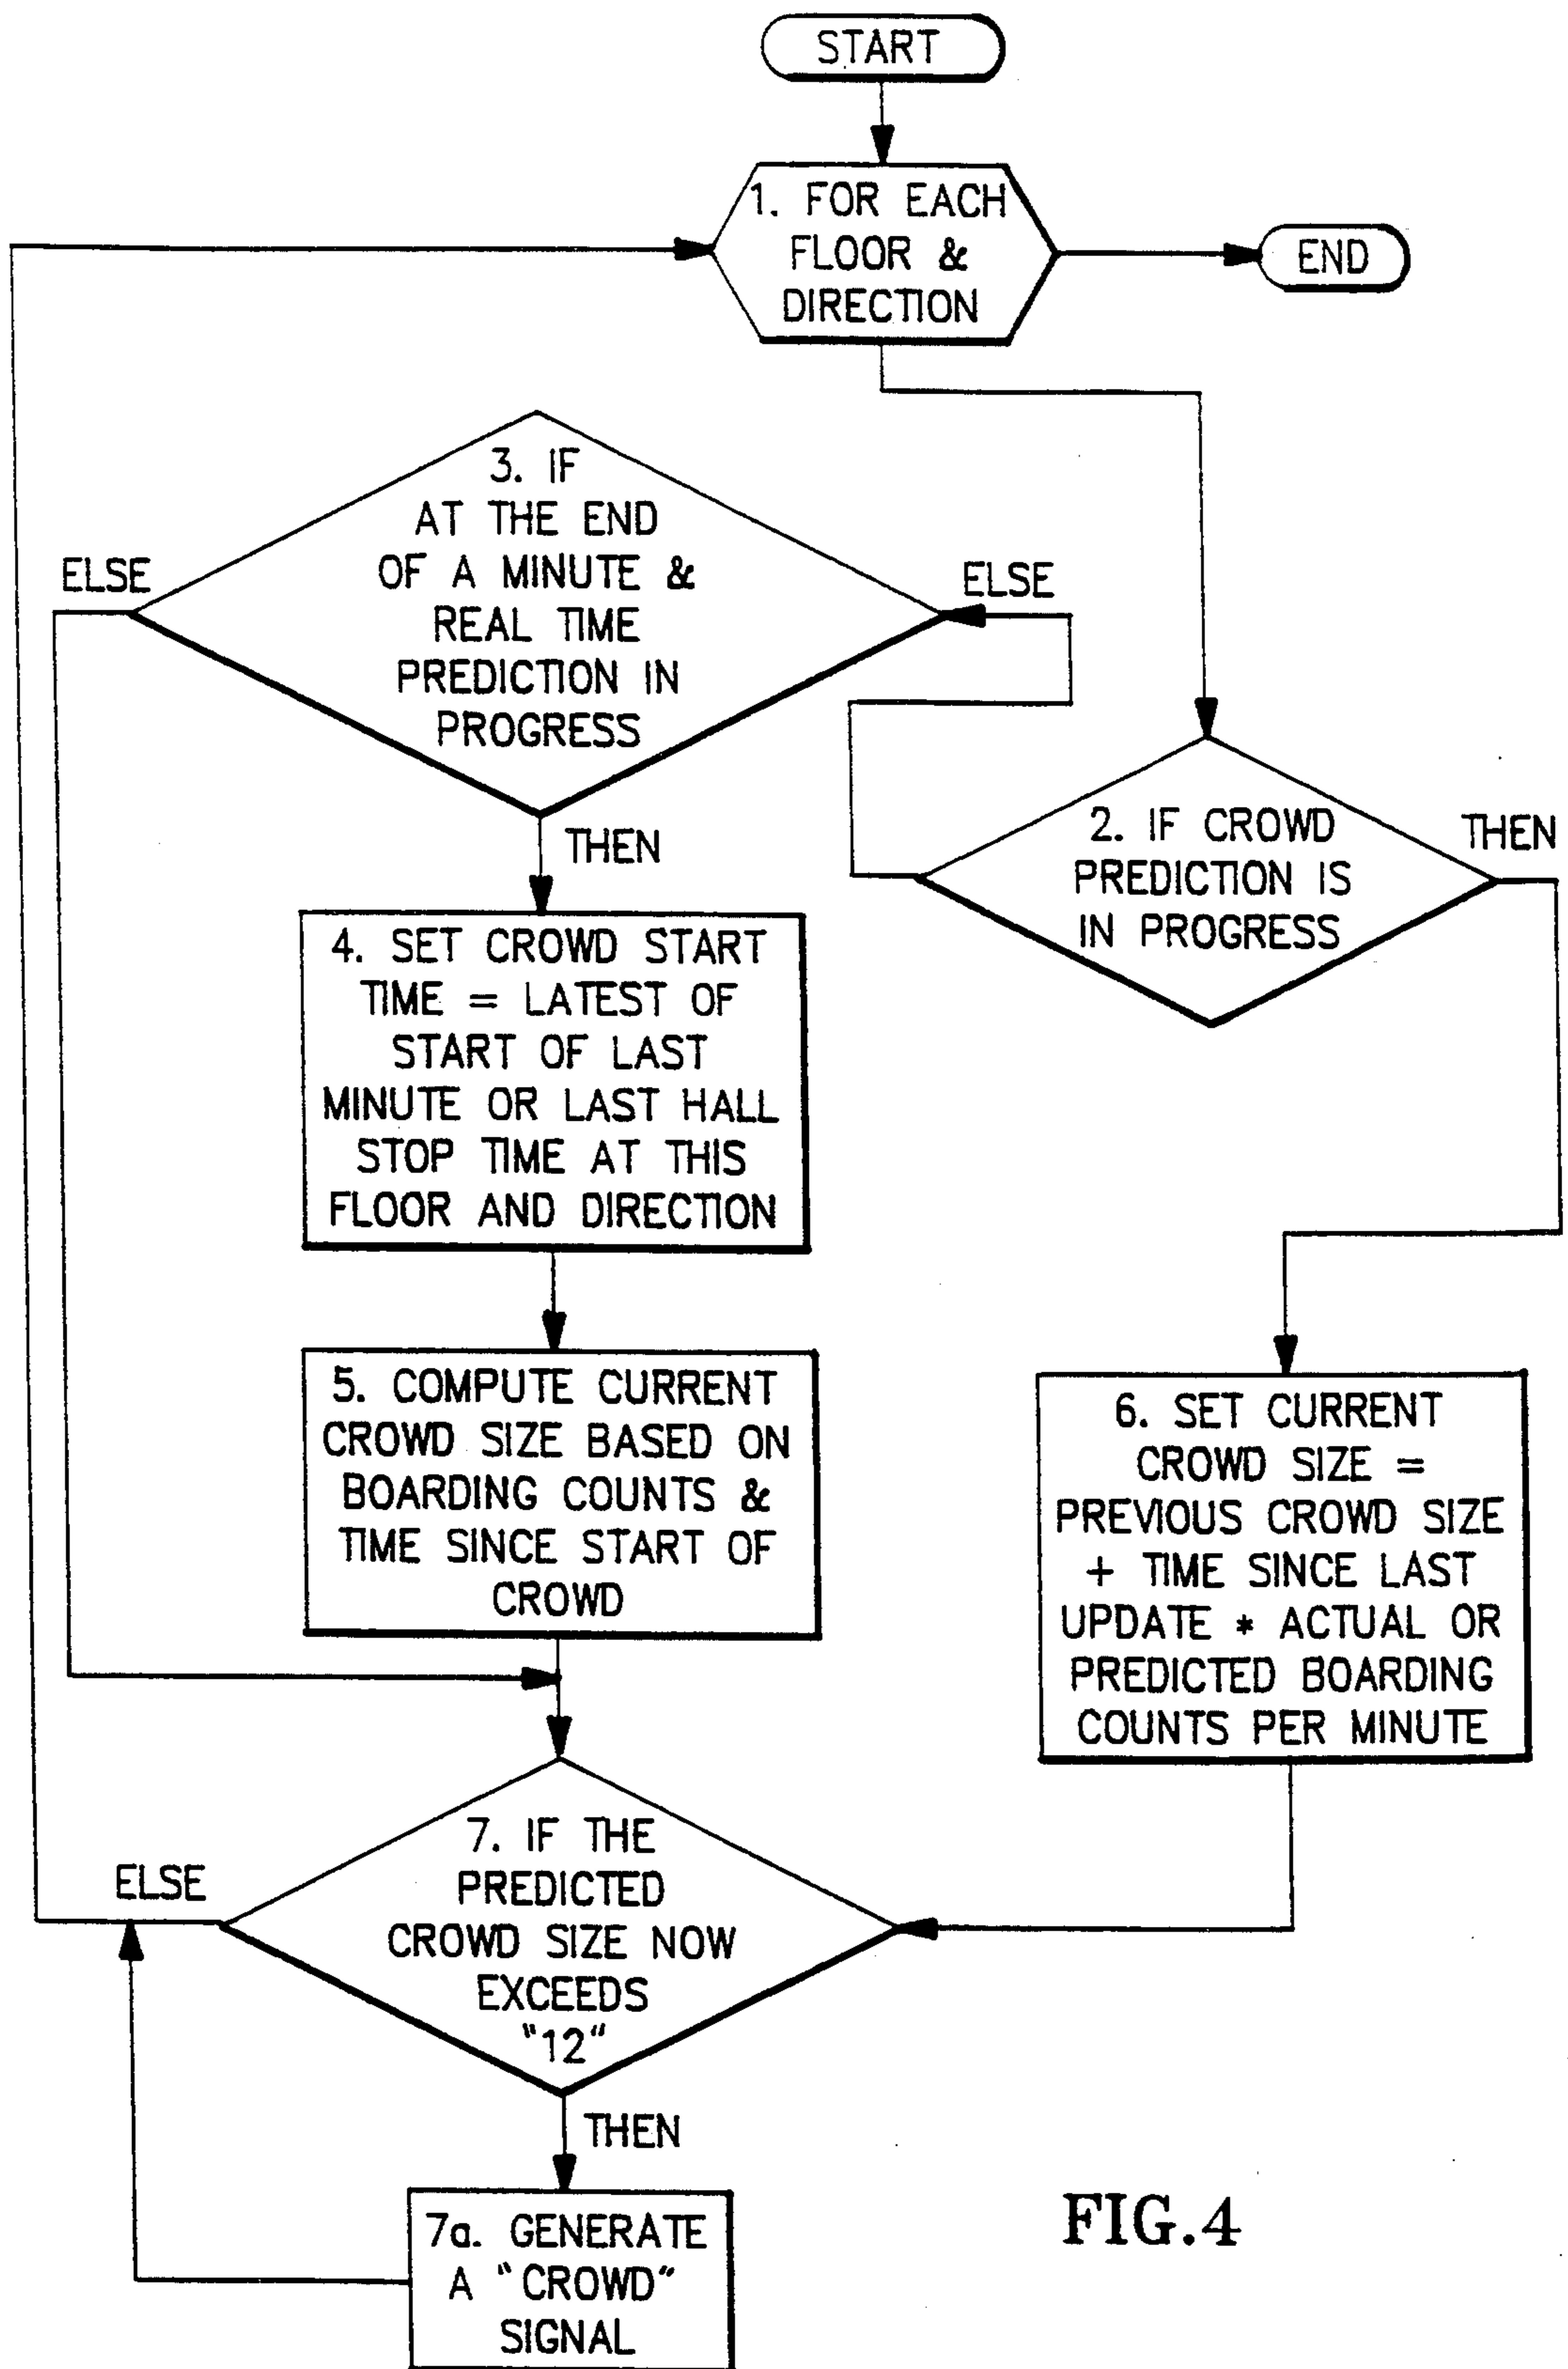 START
1. FOR EACH
FLOOR &
DIRECTION
END
3. IF
AT THE END
OF A MINUTE &
REAL TIME
PREDICTION IN
PROGRESS
ELSE
ELSE
THEN
2. IF CROWD
PREDICTION IS
IN PROGRESS
THEN
4. SET CROWD START
TIME = LATEST OF
START OF LAST
MINUTE OR LAST HALL
STOP TIME AT THIS
FLOOR AND DIRECTION
5. COMPUTE CURRENT
CROWD SIZE BASED ON
BOARDING COUNTS &
TIME SINCE START OF
CROWD
6. SET CURRENT
CROWD SIZE =
PREVIOUS CROWD SIZE
+ TIME SINCE LAST
UPDATE * ACTUAL OR
PREDICTED BOARDING
COUNTS PER MINUTE
7. IF THE
PREDICTED
CROWD SIZE NOW
EXCEEDS
"12"
ELSE
THEN
7a. GENERATE
A "CROWD"
SIGNAL
FIG.4